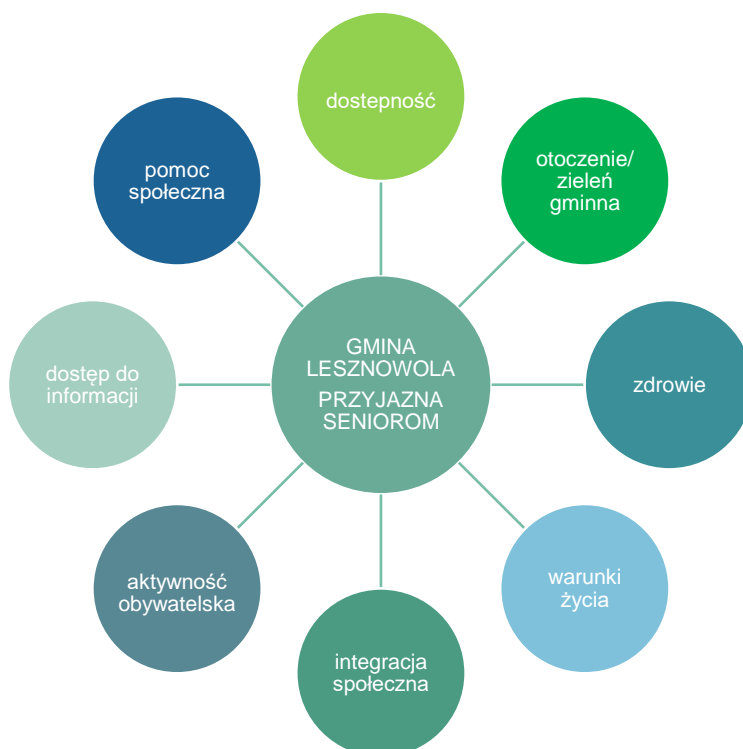 dostepność
otoczenie/
zieleń
gminna
zdrowie
warunki
życia
integracja
społeczna
aktywność
obywatelska
dostęp do
informacji
pomoc
społeczna
GMINA
LESZNOWOLA
PRZYJAZNA
SENIOROM